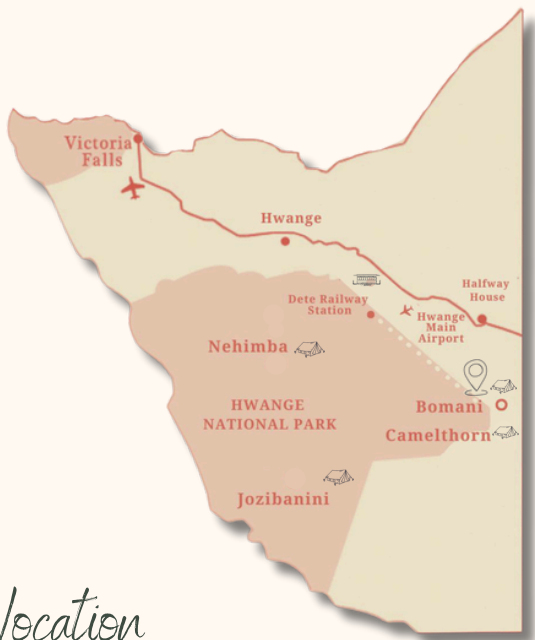 Victoria
Falls
Hwange
Halfway
House
Dete Railway
Station
Hwange
Main
Airport
Nehimba
Bomani
HWANGE
NATIONAL PARK
Camelthorn
Jozibanini
location